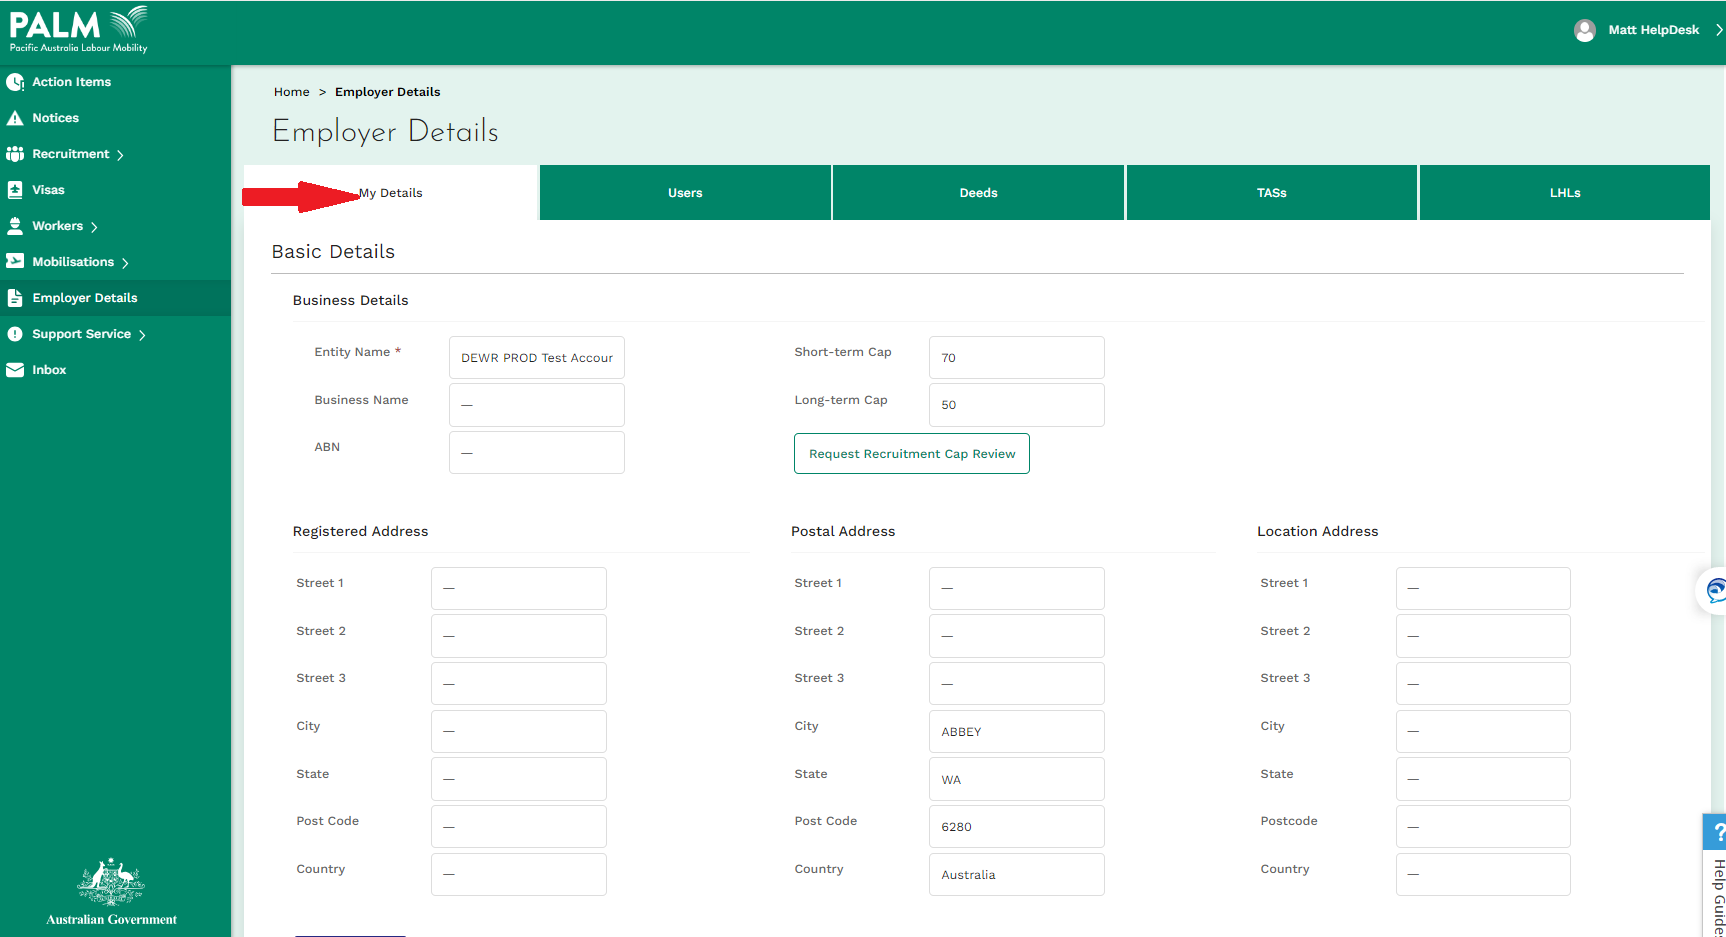 PALM
Pacific Australia Labour Mobility
Matt HelpDesk
Action Items
Notices
Recruitment
Visas
Workers
Mobilisations
Employer Details
Support Service
Inbox
Australian Government
Home > Employer Details
Employer Details
My Details
Users
Deeds
TASs
LHLs
Basic Details
Business Details
Entity Name * DEWR PROD Test Accour
Business Name —
ABN —
Short-term Cap 70
Long-term Cap 50
Request Recruitment Cap Review
Registered Address
Street 1 —
Street 2 —
Street 3 —
City —
State —
Post Code —
Country —
Postal Address
Street 1 —
Street 2 —
Street 3 —
City ABBEY
State WA
Post Code 6280
Country Australia
Location Address
Street 1 —
Street 2 —
Street 3 —
City —
State —
Postcode —
Country —
?
Help Guides